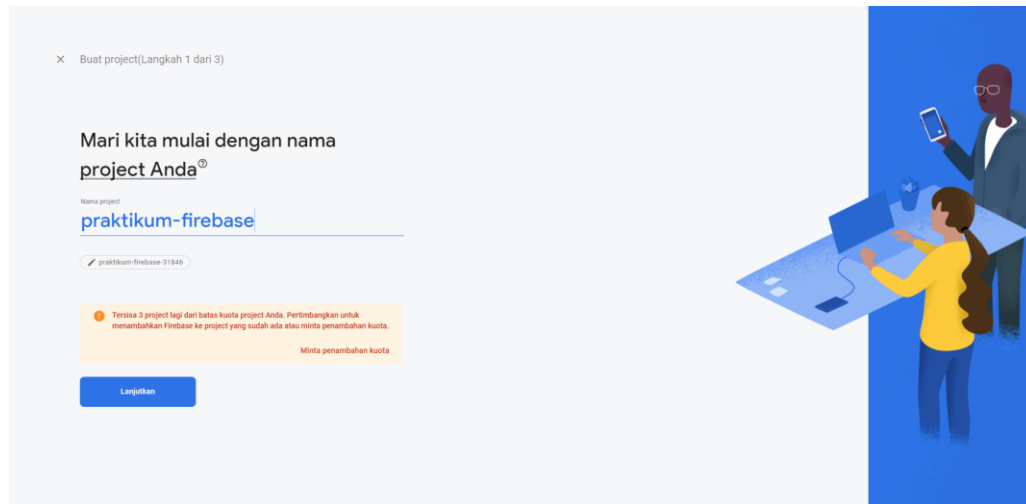 Buat project(Langkah 1 dari 3)
Mari kita mulai dengan nama
project Anda
Nama project
praktikum-firebase
praktikum-firebase-31846
Tersisa 3 project lagi dari batas kuota project Anda. Pertimbangkan untuk
menambahkan Firebase ke project yang sudah ada atau minta penambahan kuota.
Minta penambahan kuota
Lanjutkan